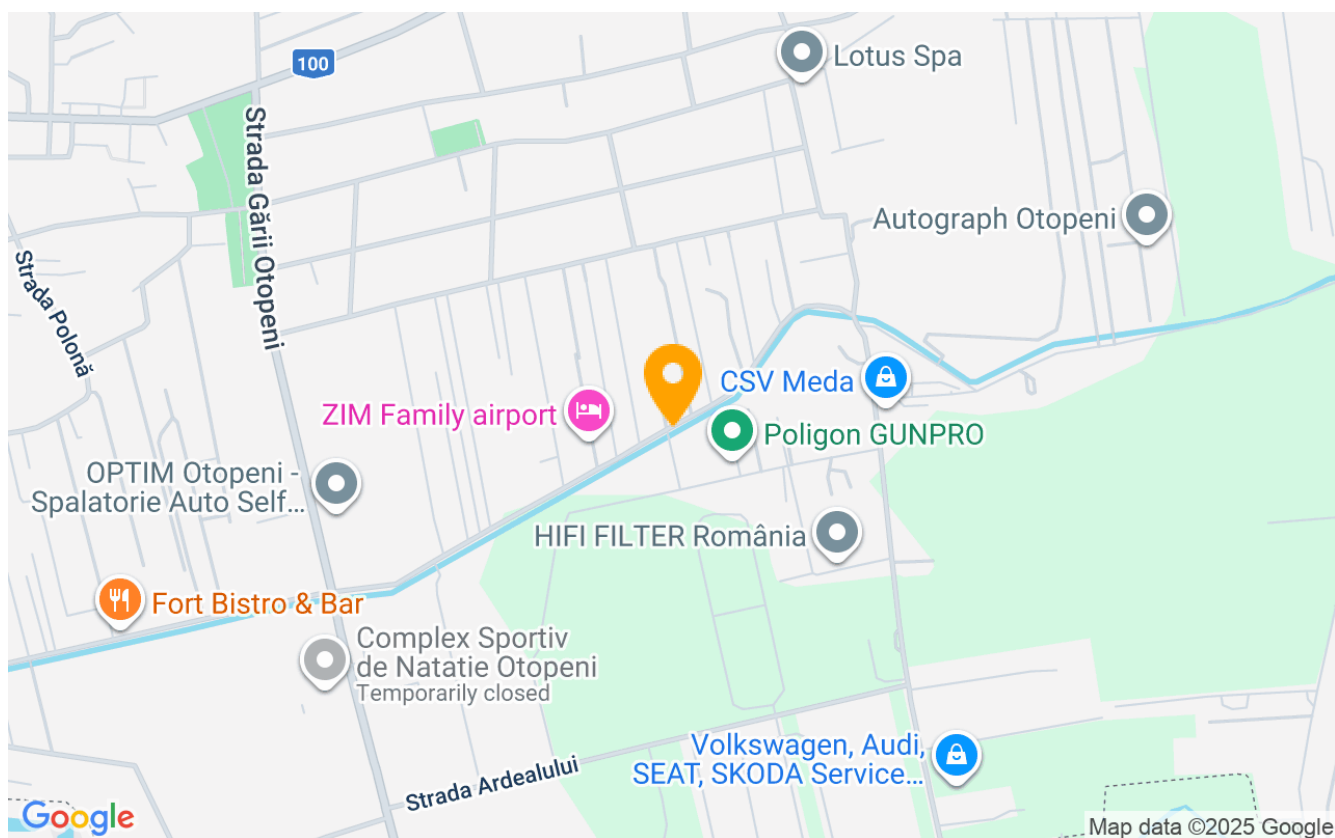 100
Lotus Spa
Strada Gării Otopeni
Autograph Otopeni
Strada Polonă
CSV Meda
ZIM Family airport
Poligon GUNPRO
OPTIM Otopeni -
Spalatorie Auto Self...
HIFI FILTER România
Fort Bistro & Bar
Complex Sportiv
de Natatie Otopeni
Temporarily closed
Volkswagen, Audi,
SEAT, SKODA Service...
Strada Ardealului
Google
Map data ©2025 Google